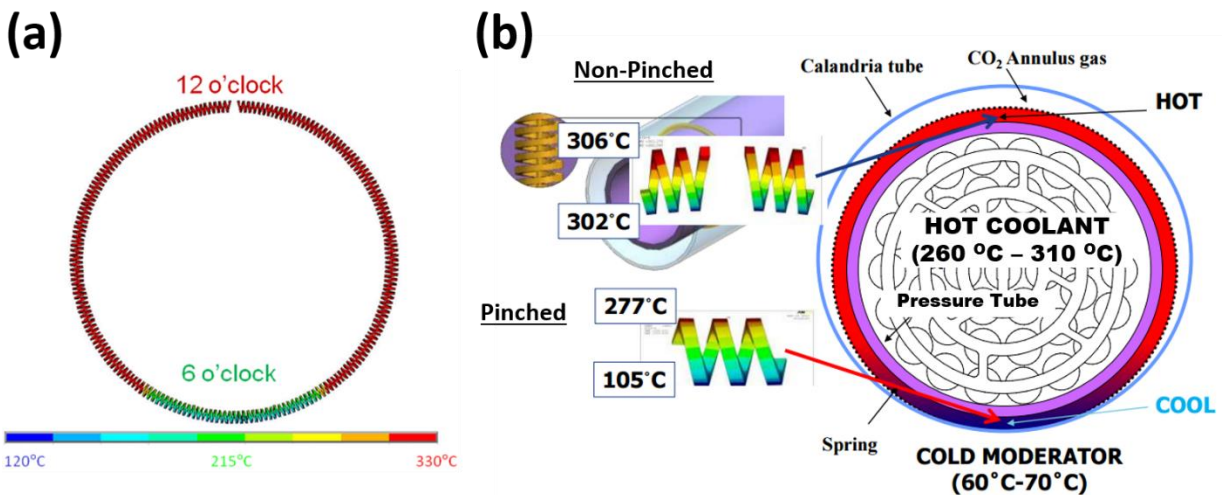 (a)
12 o'clock
6 o'clock
120°C
215°C
330°C
(b)
Non-Pinched
306°C
302°C
Pinched
277°C
105°C
Calandria tube
CO₂ Annulus gas
HOT
HOT COOLANT
(260 °C – 310 °C)
Pressure Tube
Spring
COOL
COLD MODERATOR
(60°C-70°C)